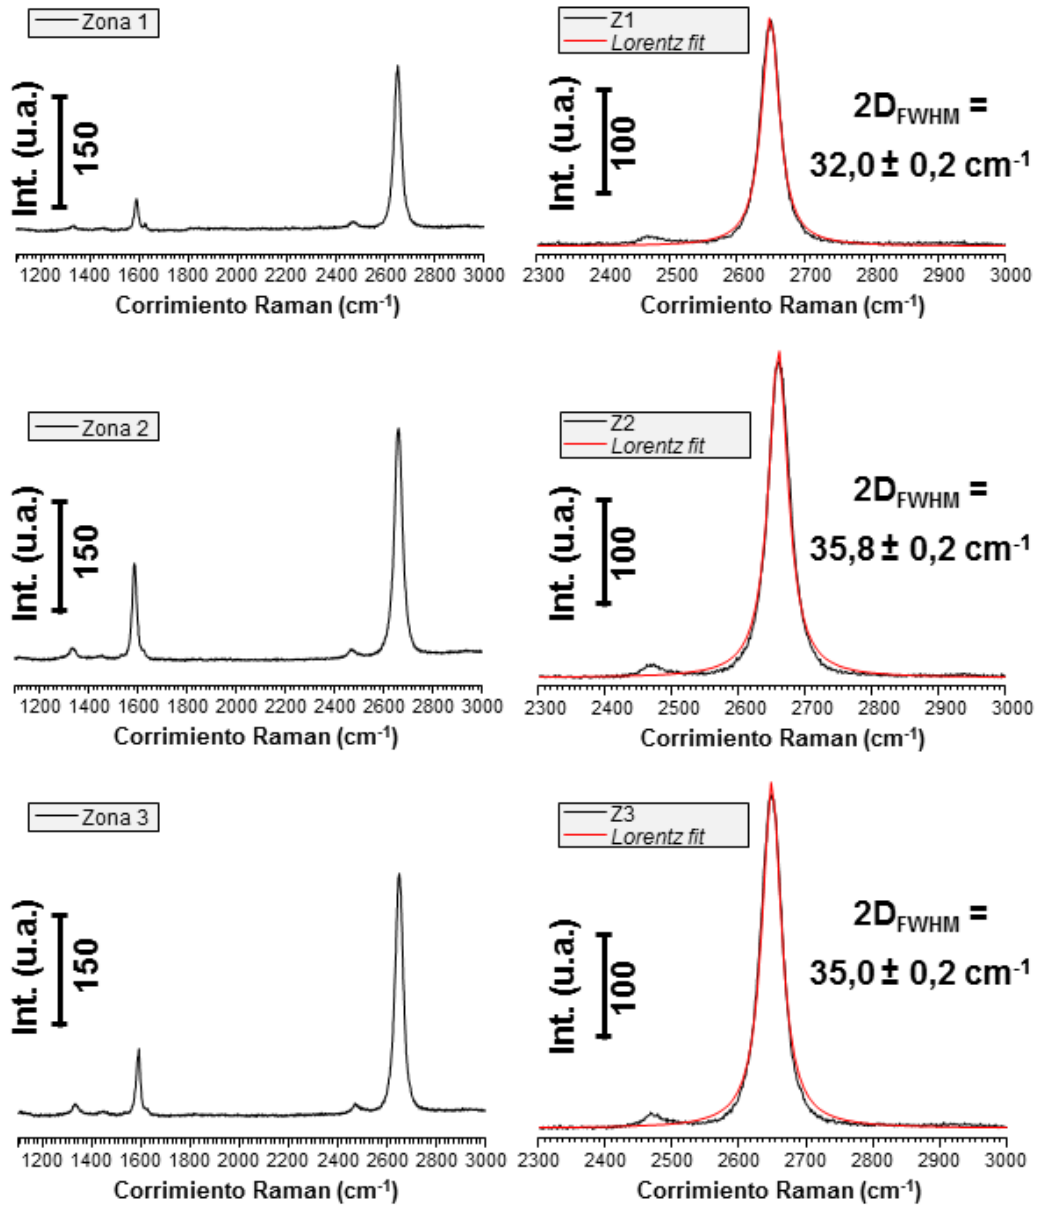 Zona 1
Int. (u.a.)
150
1200 1400 1600 1800 2000 2200 2400 2600 2800 3000
Corrimiento Raman (cm⁻¹)
Z1
Lorentz fit
Int. (u.a.)
100
2D_FWHM =
32,0 ± 0,2 cm⁻¹
2300 2400 2500 2600 2700 2800 2900 3000
Corrimiento Raman (cm⁻¹)
Zona 2
Int. (u.a.)
150
1200 1400 1600 1800 2000 2200 2400 2600 2800 3000
Corrimiento Raman (cm⁻¹)
Z2
Lorentz fit
Int. (u.a.)
100
2D_FWHM =
35,8 ± 0,2 cm⁻¹
2300 2400 2500 2600 2700 2800 2900 3000
Corrimiento Raman (cm⁻¹)
Zona 3
Int. (u.a.)
150
1200 1400 1600 1800 2000 2200 2400 2600 2800 3000
Corrimiento Raman (cm⁻¹)
Z3
Lorentz fit
Int. (u.a.)
100
2D_FWHM =
35,0 ± 0,2 cm⁻¹
2300 2400 2500 2600 2700 2800 2900 3000
Corrimiento Raman (cm⁻¹)